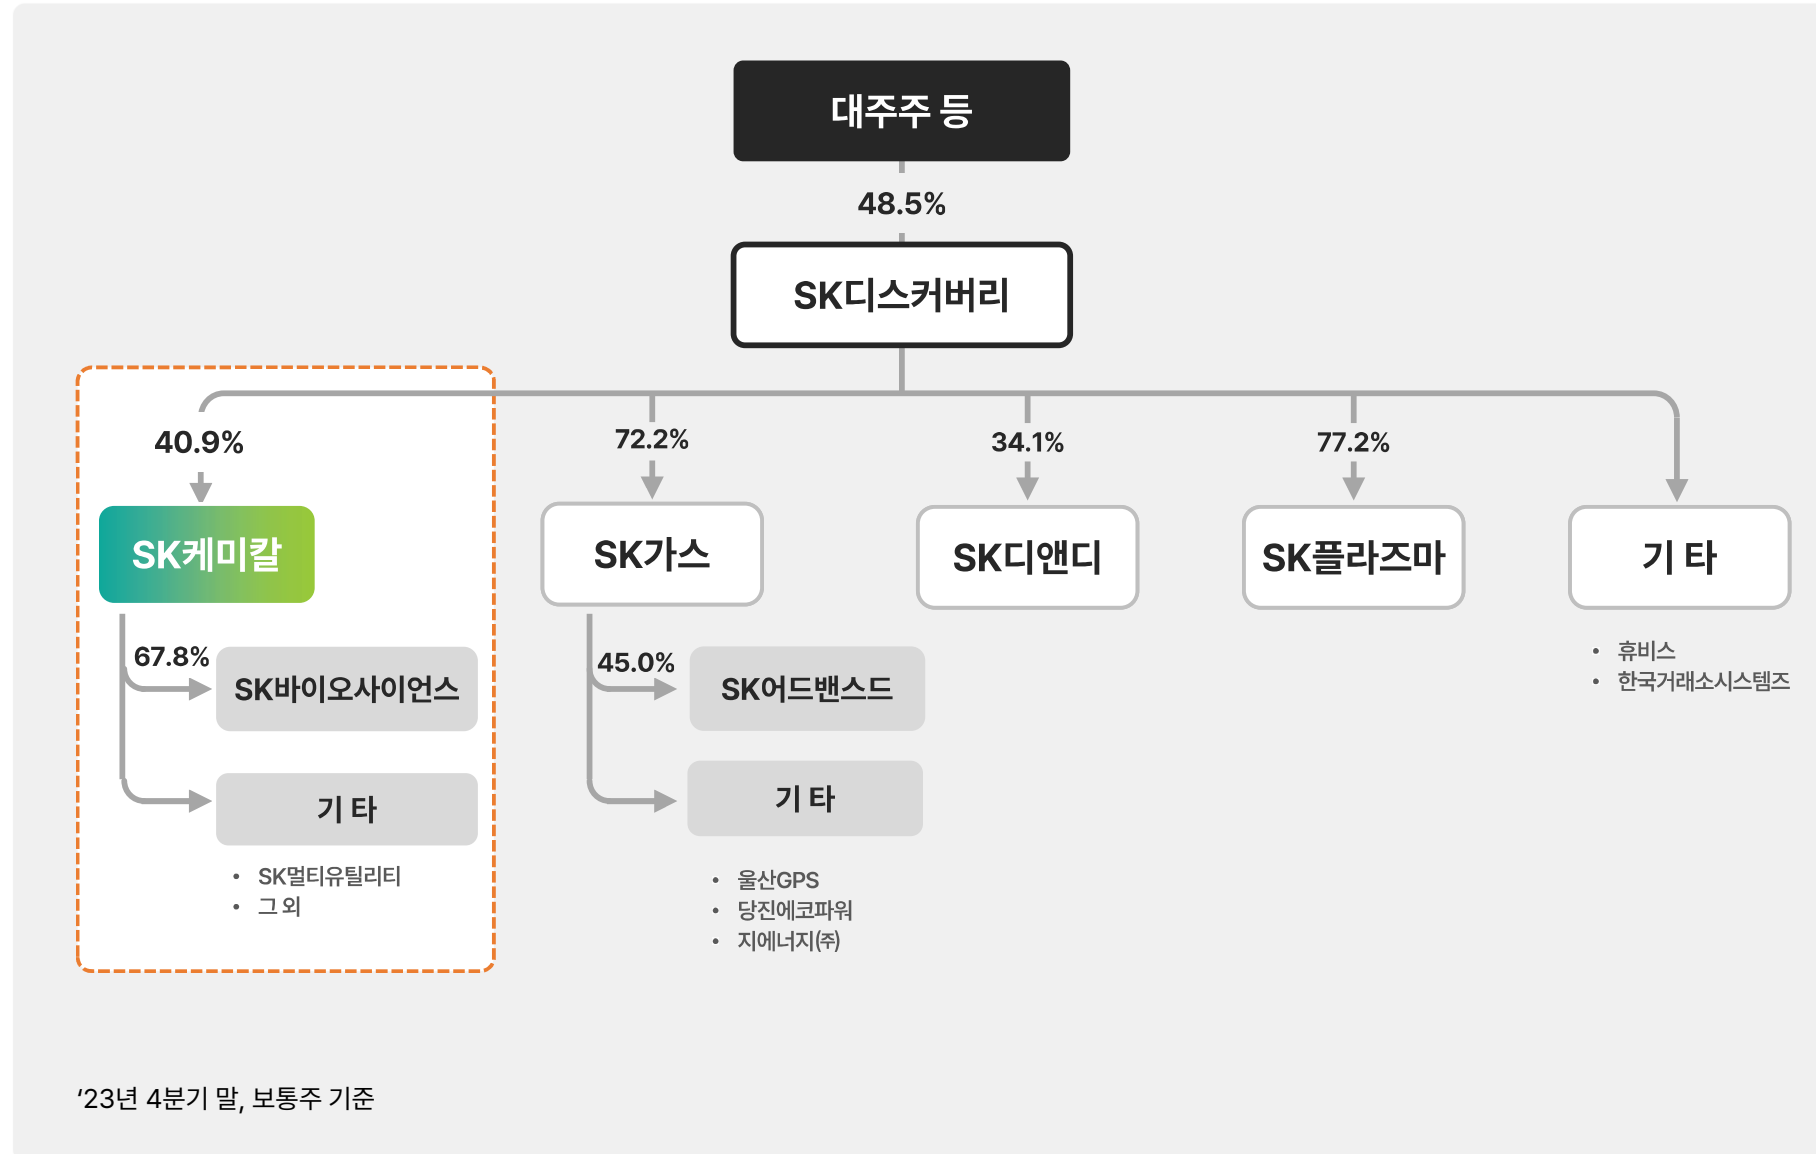 대주주 등
48.5%
SK디스커버리
40.9%
72.2%
34.1%
77.2%
SK케미칼
SK가스
SK디앤디
SK플라즈마
기 타
67.8%
SK바이오사이언스
45.0%
SK어드밴스드
• 휴비스
• 한국거래소시스템즈
기 타
기 타
• SK멀티유틸리티
• 그 외
• 울산GPS
• 당진에코파워
• 지에너지㈜
‘23년 4분기 말, 보통주 기준